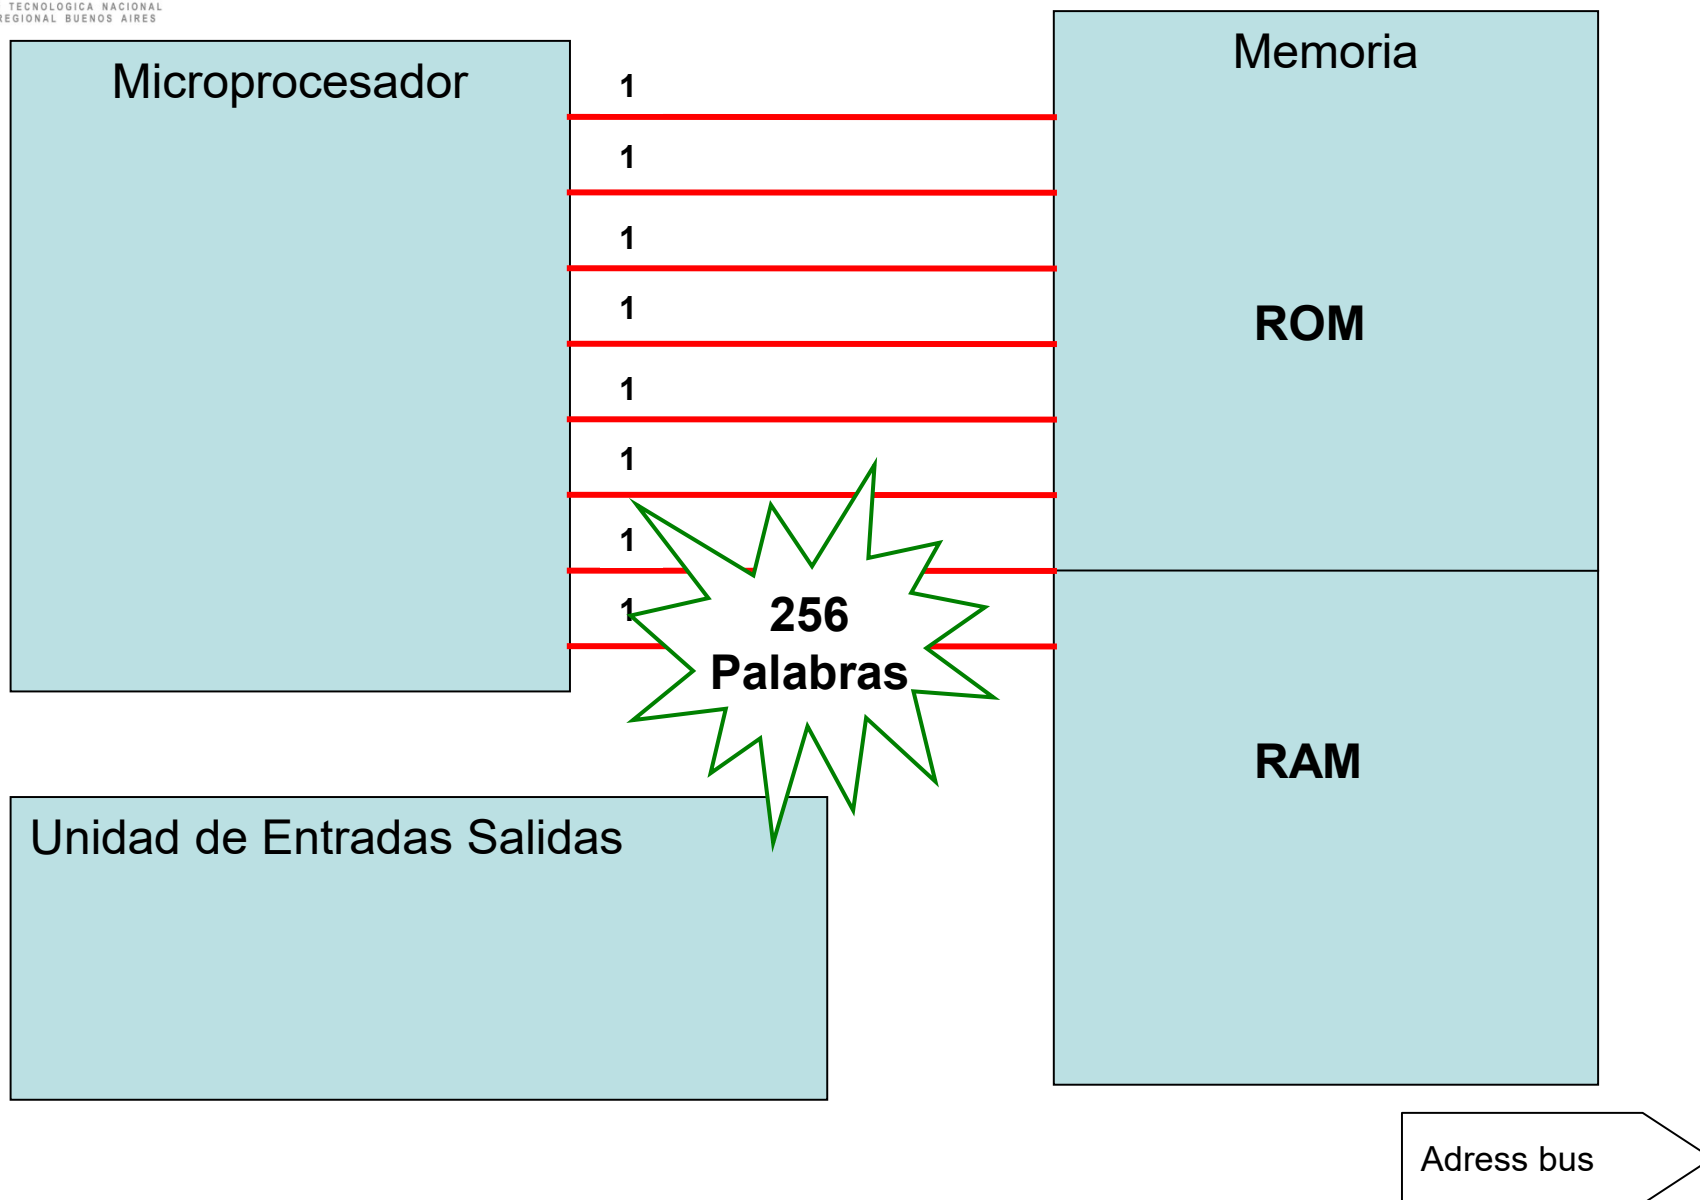 TECNOLOGICA NACIONAL
REGIONAL BUENOS AIRES
Microprocesador
Memoria
1
1
1
1
1
1
1
1
ROM
256
Palabras
RAM
Unidad de Entradas Salidas
Adress bus